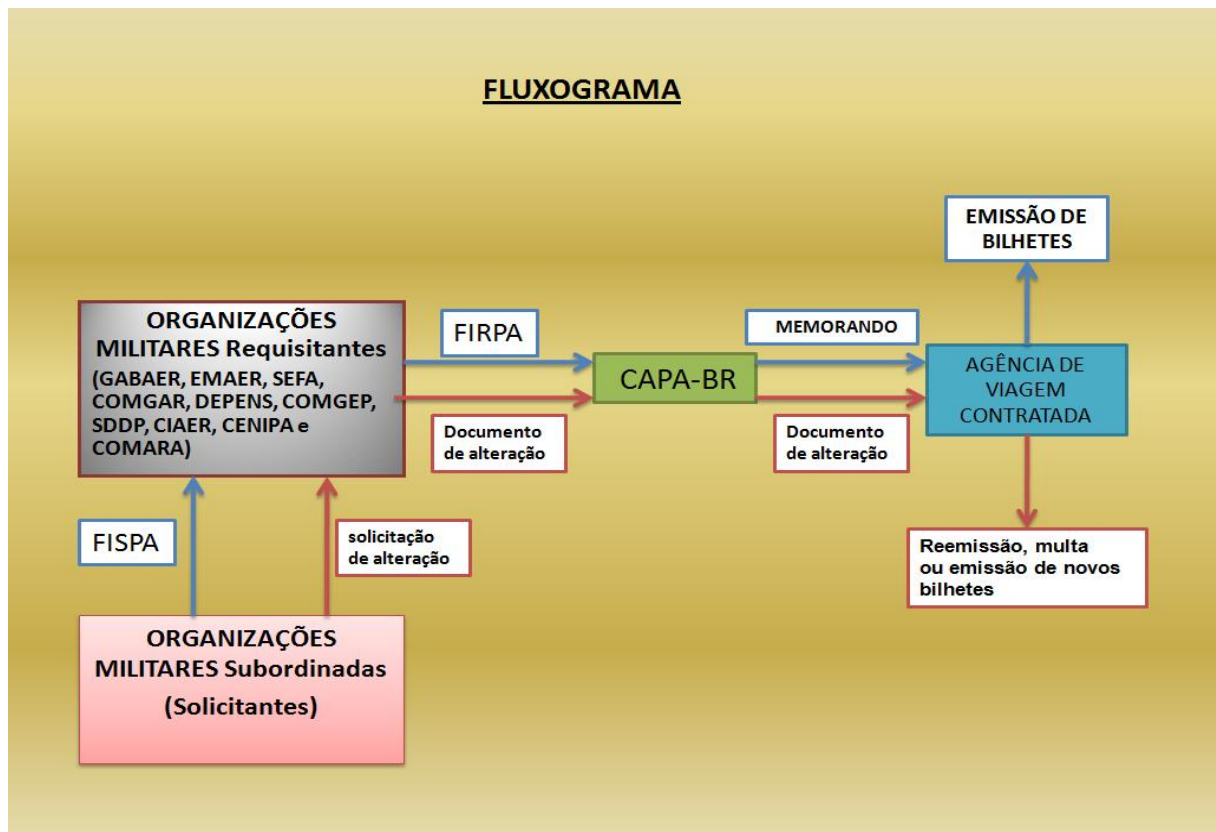 FLUXOGRAMA
EMISSÃO DE
BILHETES
ORGANIZAÇÕES
MILITARES Requisitantes
(GABAER, EMAER, SEFA,
COMGAR, DEPENS, COMGEP,
SDDP, CIAER, CENIPA e
COMARA)
FIRPA
Documento
de alteração
CAPA-BR
MEMORANDO
Documento
de alteração
AGÊNCIA DE
VIAGEM
CONTRATADA
FISPA
solicitação
de alteração
Reemissão, multa
ou emissão de novos
bilhetes
ORGANIZAÇÕES
MILITARES Subordinadas
(Solicitantes)